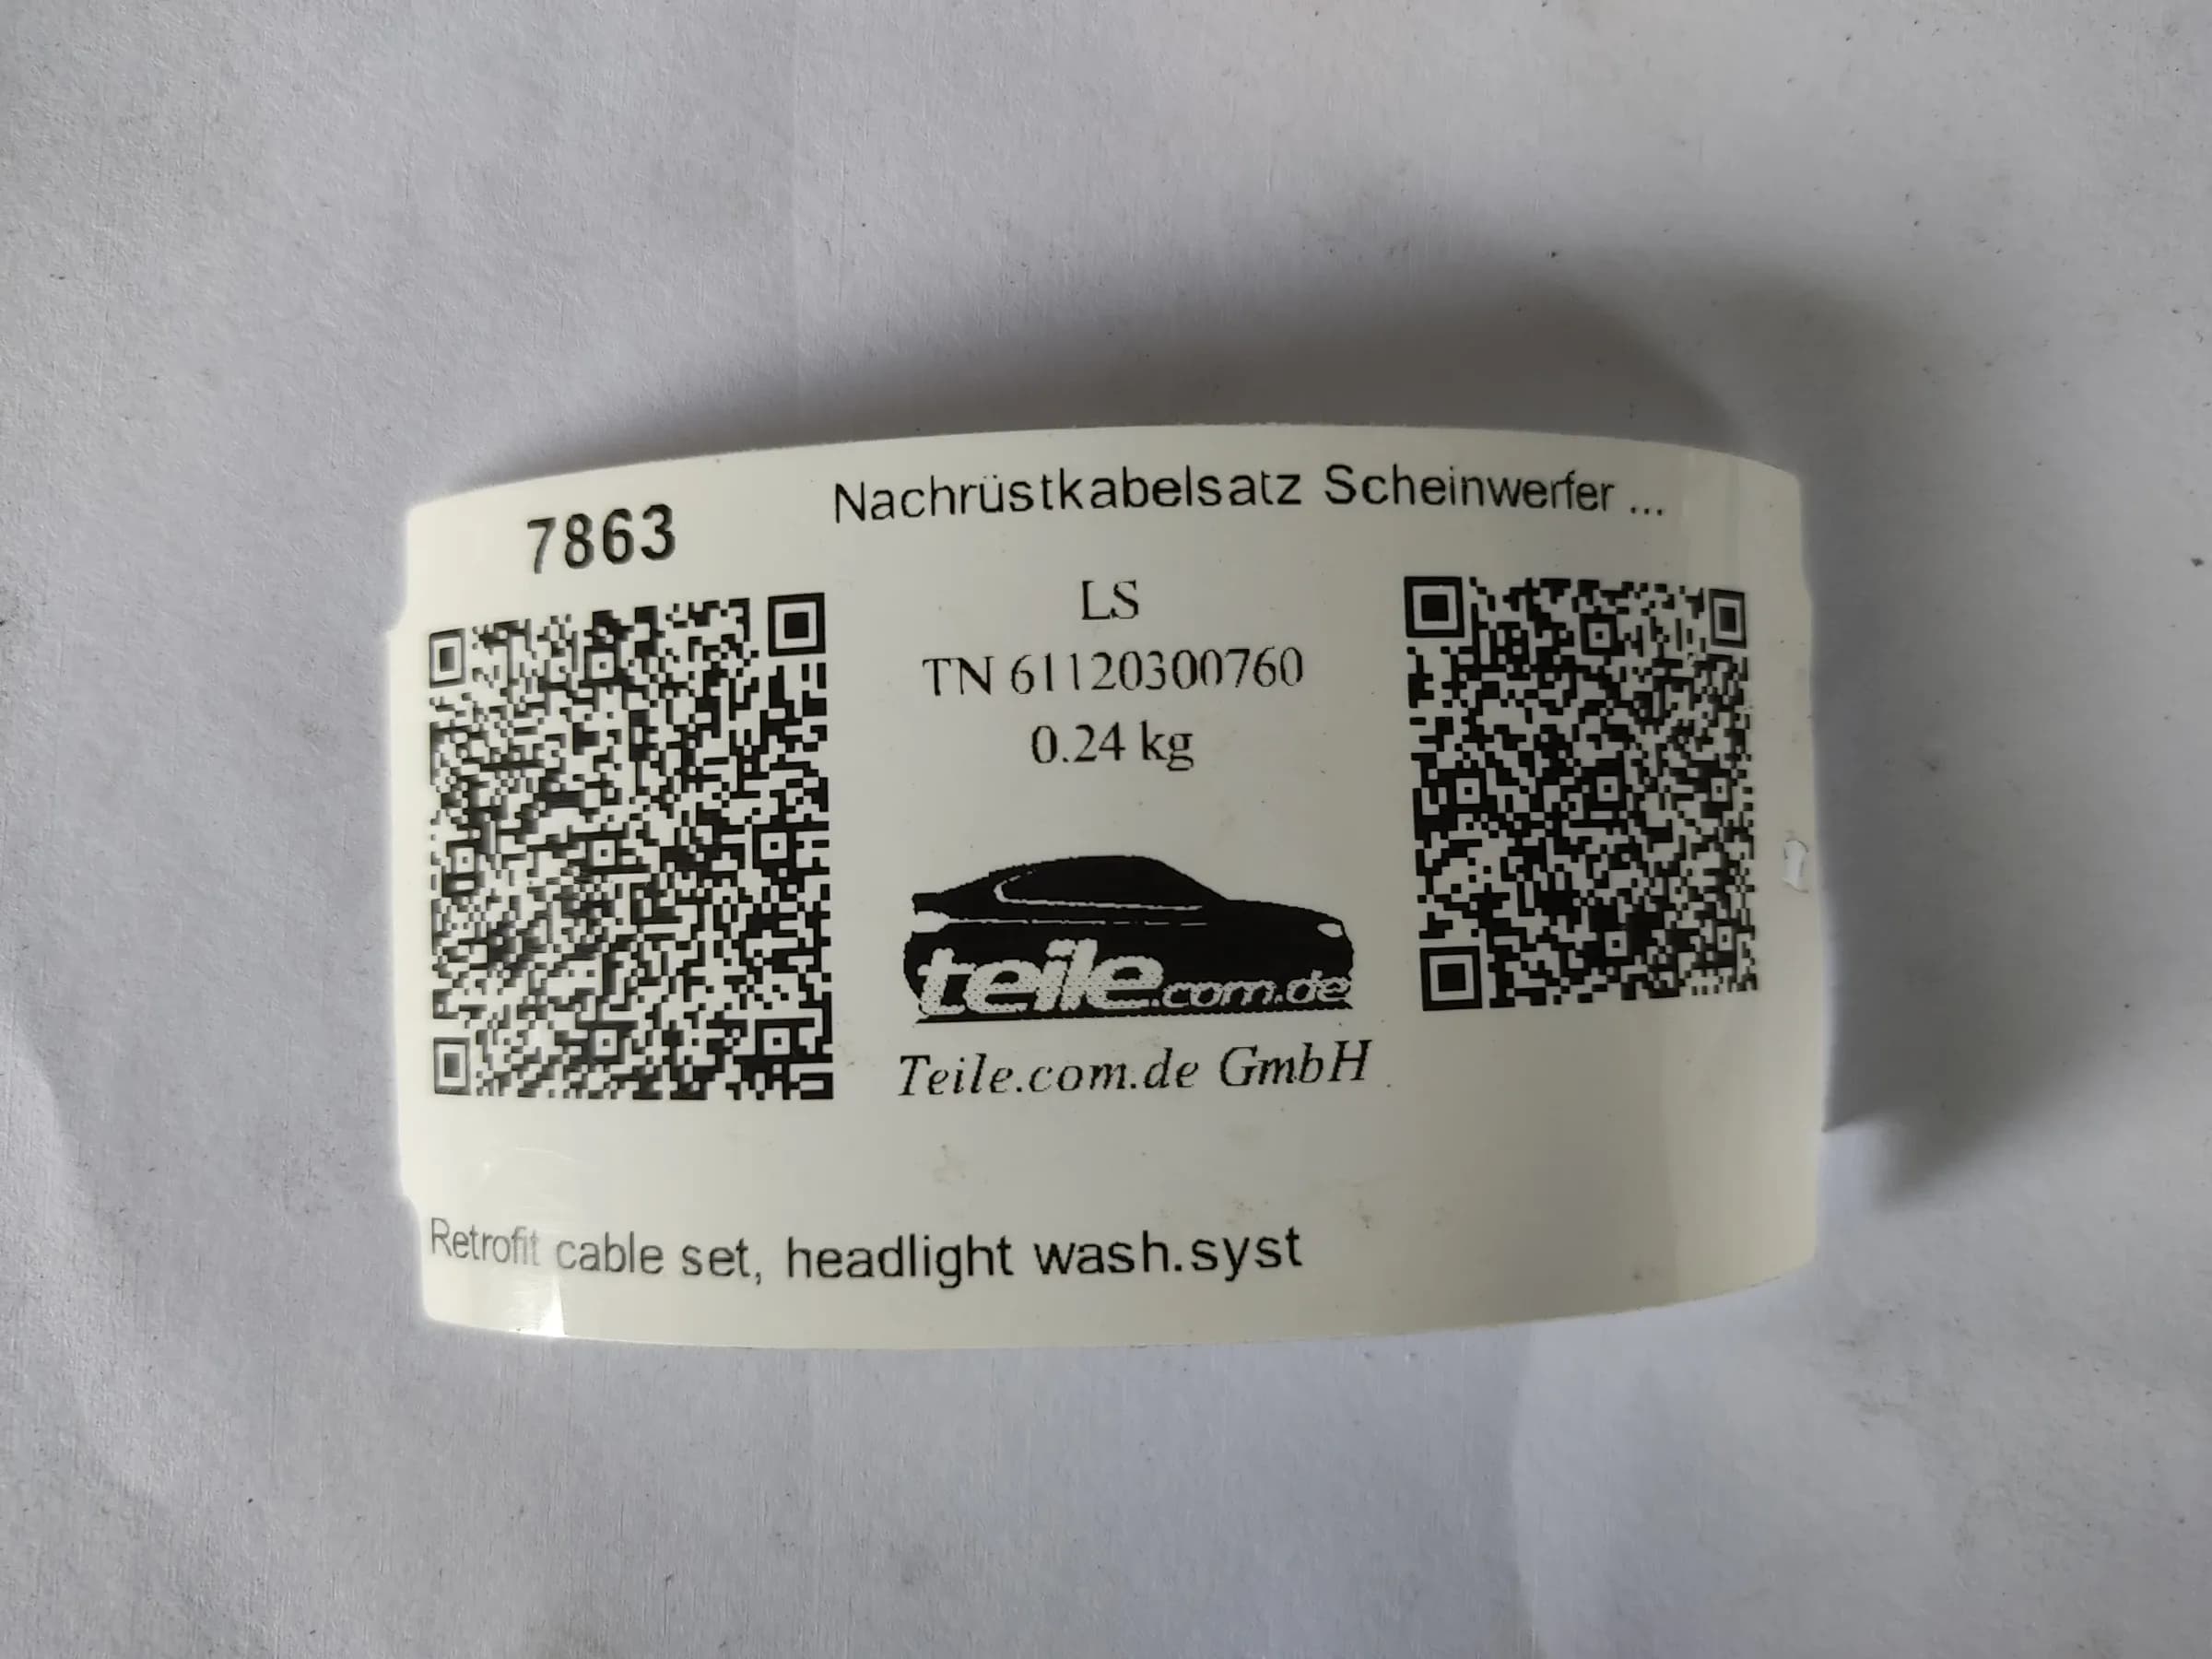 7863
Nachrüstkabelsatz Scheinwerfer ...
LS
TN 61120300760
0.24 kg
teile.com.de
Teile.com.de GmbH
Retrofit cable set, headlight wash.syst